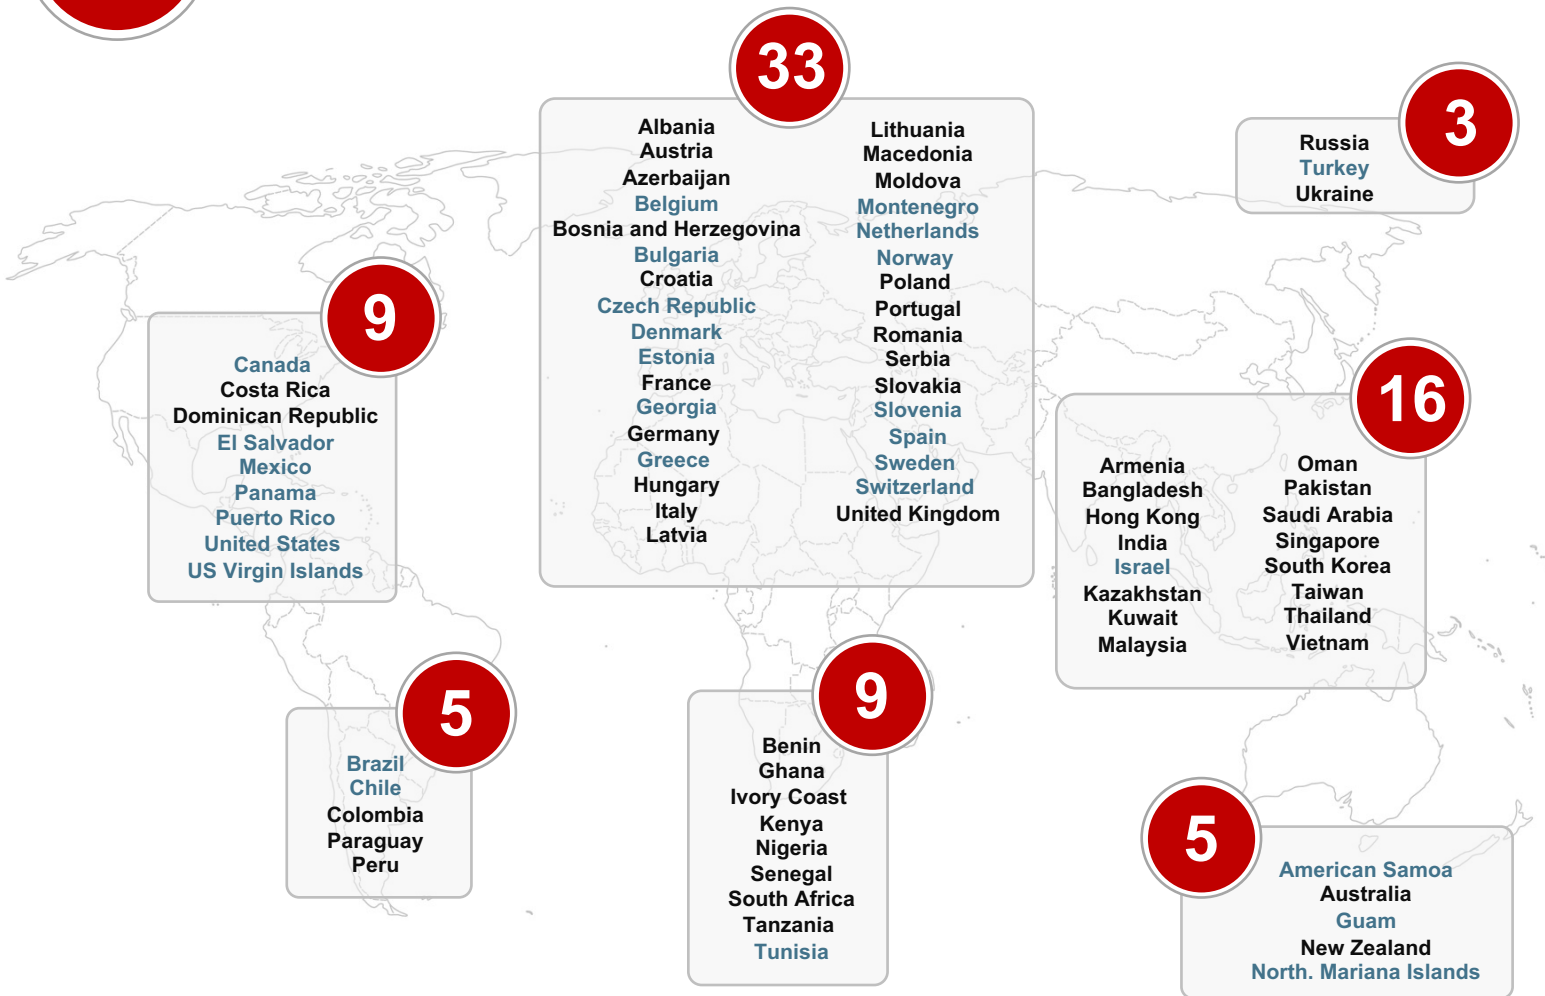 33
Albania
Austria
Azerbaijan
Belgium
Bosnia and Herzegovina
Bulgaria
Croatia
Czech Republic
Denmark
Estonia
France
Georgia
Germany
Greece
Hungary
Italy
Latvia
Lithuania
Macedonia
Moldova
Montenegro
Netherlands
Norway
Poland
Portugal
Romania
Serbia
Slovakia
Slovenia
Spain
Sweden
Switzerland
United Kingdom
3
Russia
Turkey
Ukraine
9
Canada
Costa Rica
Dominican Republic
El Salvador
Mexico
Panama
Puerto Rico
United States
US Virgin Islands
16
Armenia
Bangladesh
Hong Kong
India
Israel
Kazakhstan
Kuwait
Malaysia
Oman
Pakistan
Saudi Arabia
Singapore
South Korea
Taiwan
Thailand
Vietnam
5
Brazil
Chile
Colombia
Paraguay
Peru
9
Benin
Ghana
Ivory Coast
Kenya
Nigeria
Senegal
South Africa
Tanzania
Tunisia
5
American Samoa
Australia
Guam
New Zealand
North. Mariana Islands